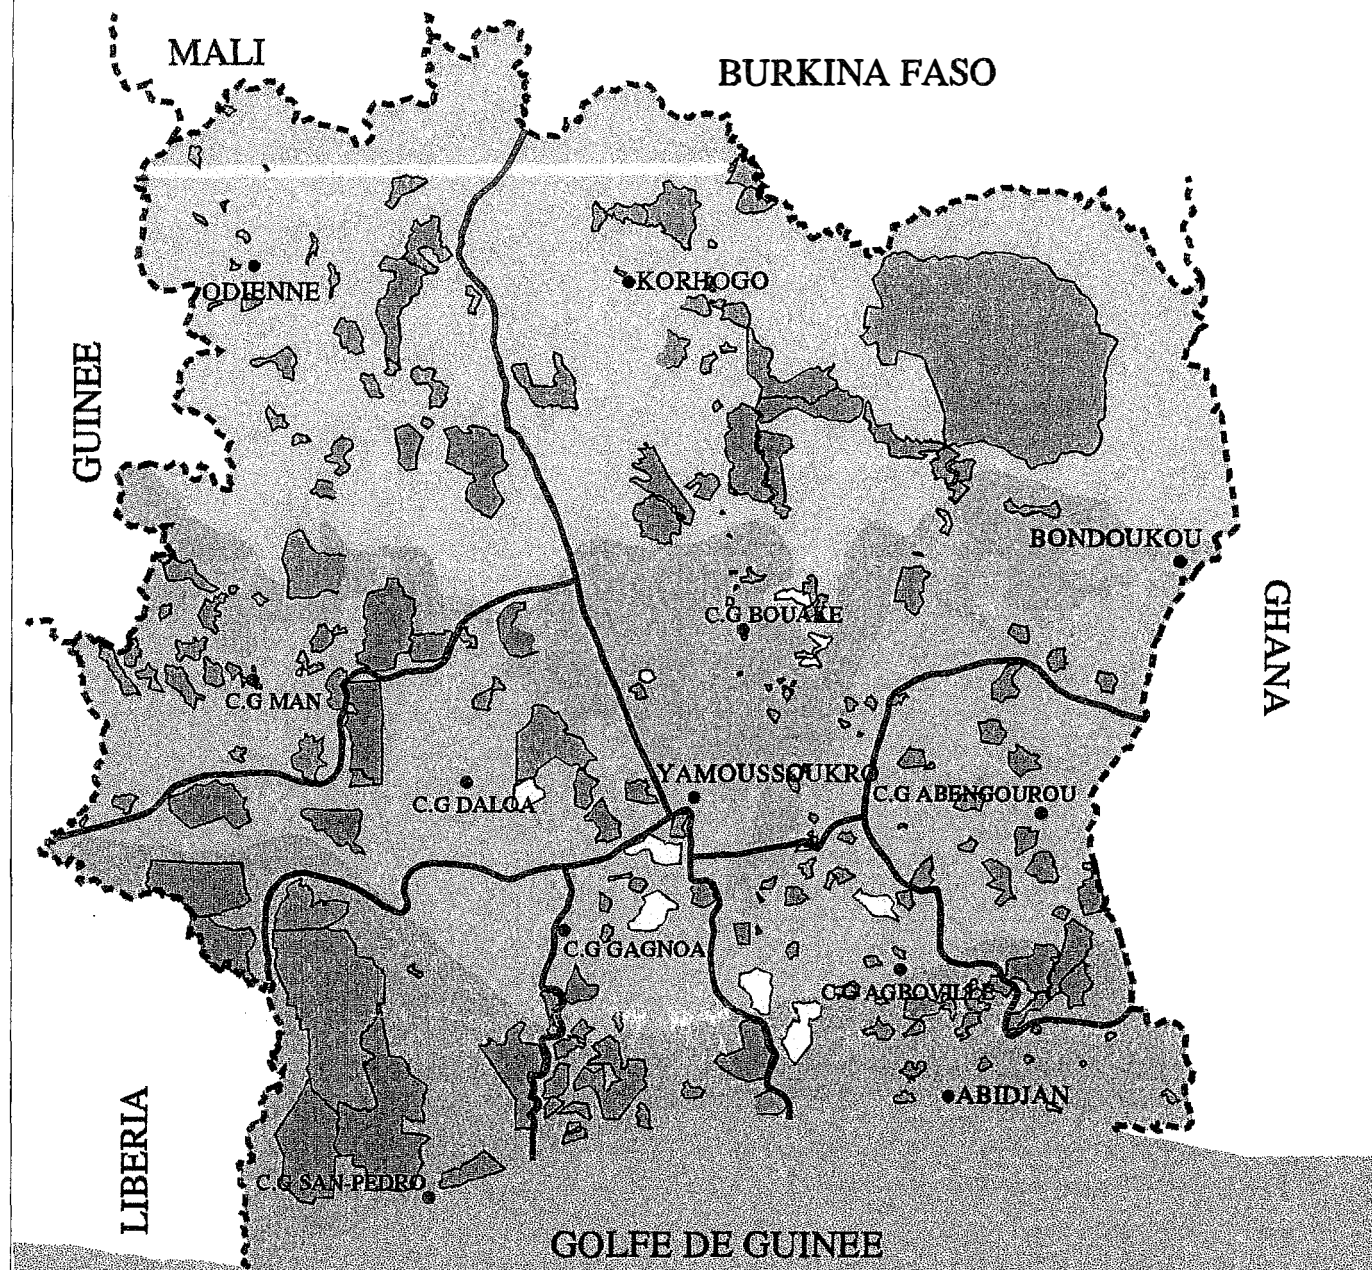 MALI
BURKINA FASO
ODIENNE
KORHOGO
GUINEE
BONDOUKOU
C.G BOUAKE
GHANA
C.G MAN
YAMOUSSOUKRO
C.G DALOA
C.G ABENGOUROU
C.G GAGNOA
C.G AGBOVILLE
ABIDJAN
LIBERIA
C.G SAN-PEDRO
GOLFE DE GUINEE